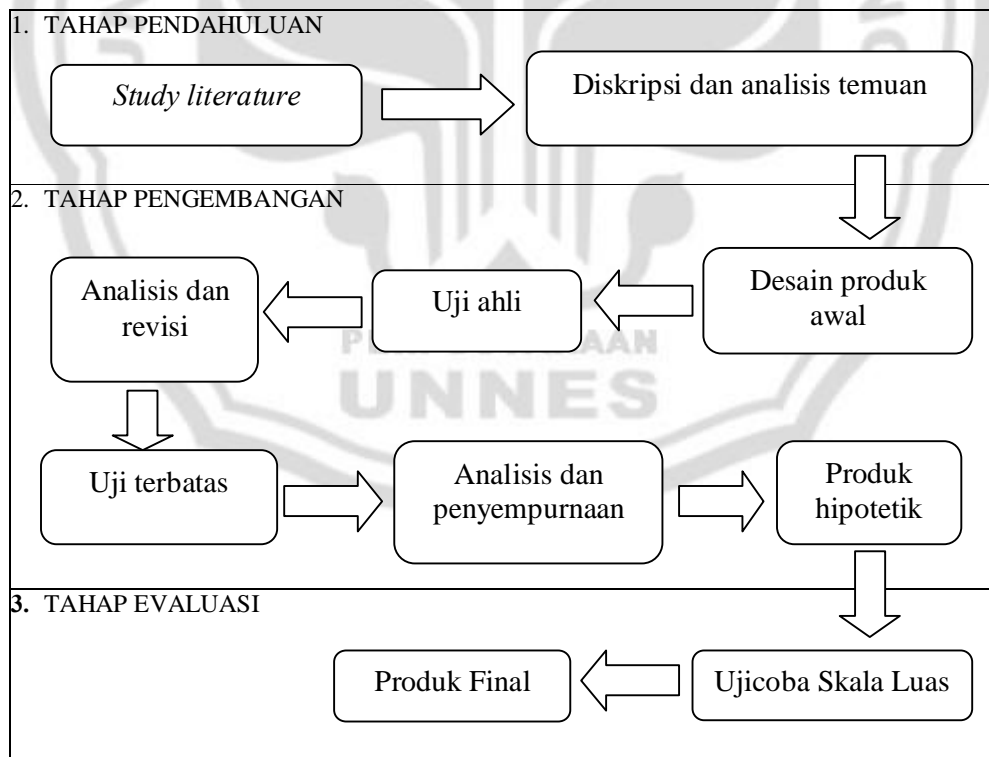 1. TAHAP PENDAHULUAN
Study literature
Diskripsi dan analisis temuan
2. TAHAP PENGEMBANGAN
Desain produk
awal
Uji ahli
Analisis dan
revisi
UNNES
Uji terbatas
Analisis dan
penyempurnaan
Produk
hipotetik
3. TAHAP EVALUASI
Ujicoba Skala Luas
Produk Final